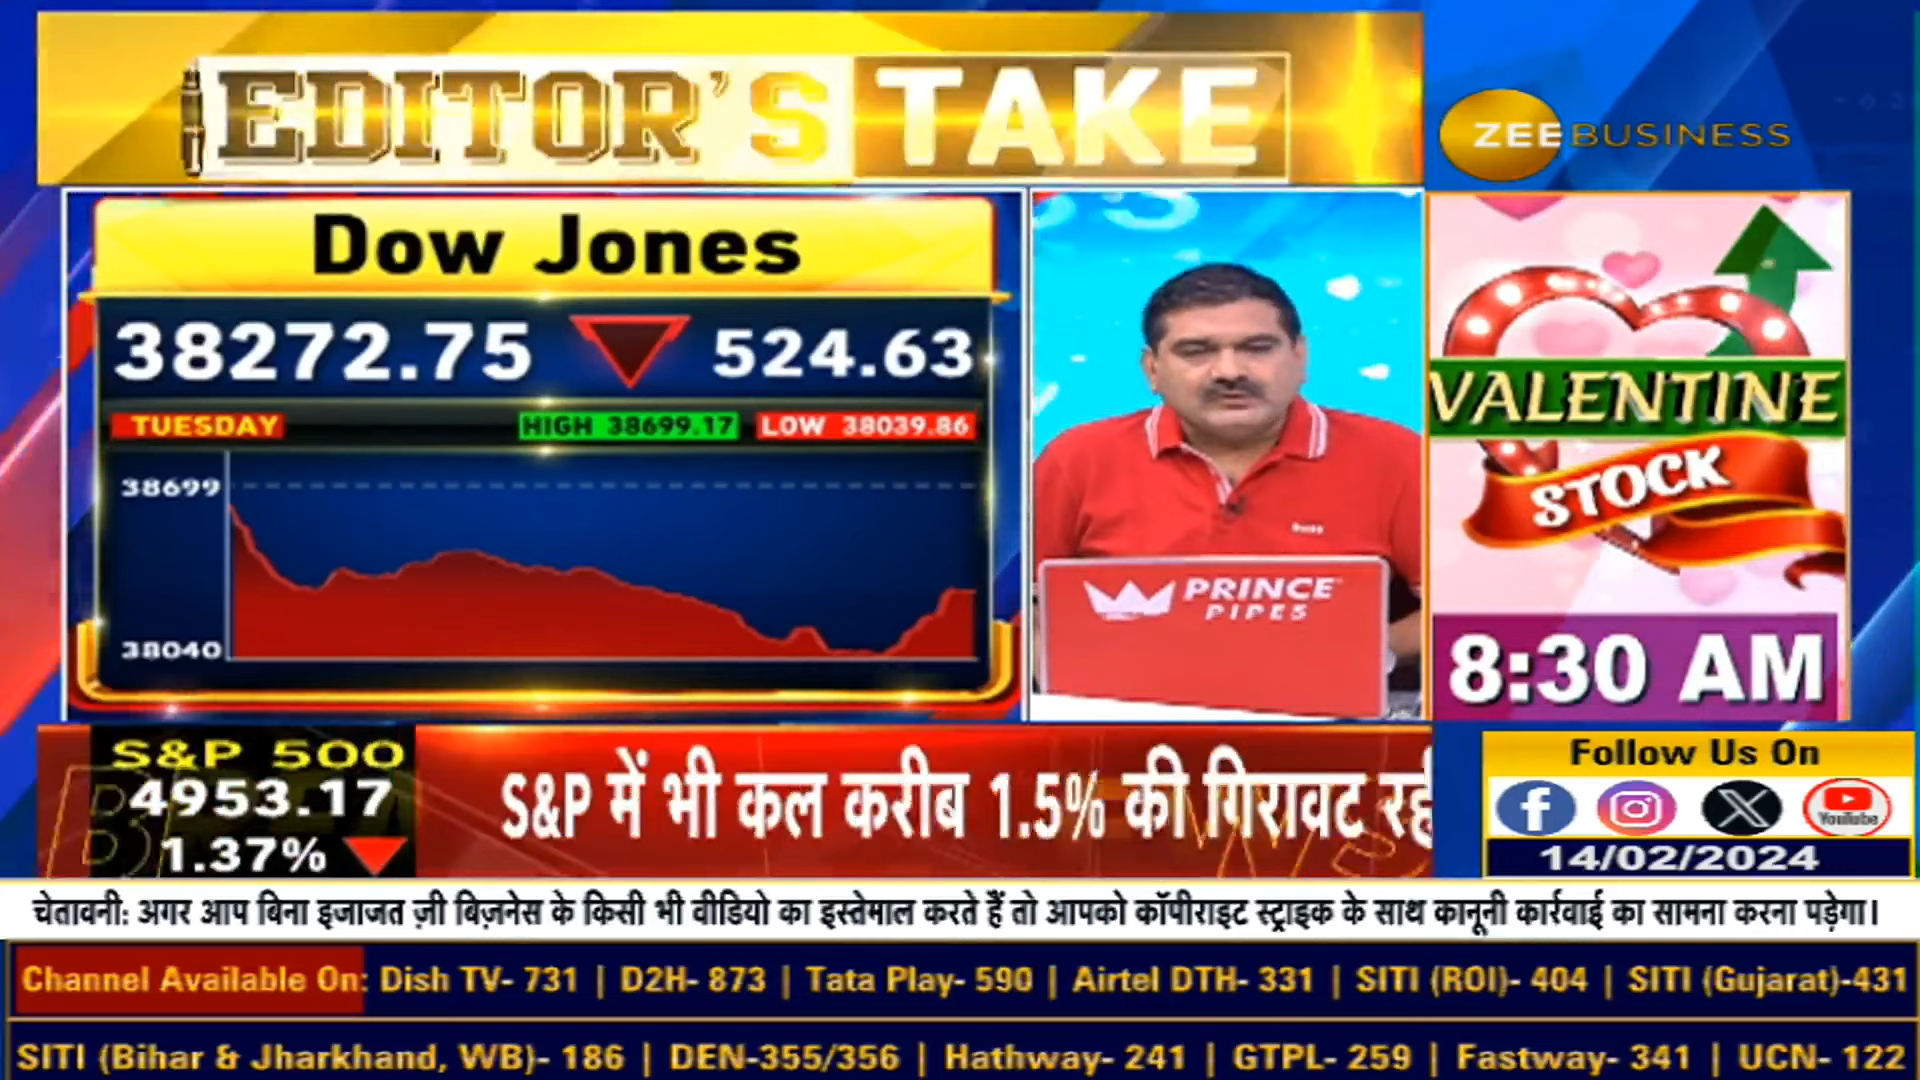 EDITOR'S TAKE
ZEE BUSINESS
Dow Jones
38272.75 524.63
TUESDAY HIGH 38699.17 LOW 38039.86
38699
38040
PRINCE
PIPES
VALENTINE
STOCK
8:30 AM
S&P 500
4953.17
1.37%
S&P में भी कल करीब 1.5% की गिरावट रही
Follow Us On
YouTube
14/02/2024
चेतावनी: अगर आप बिना इजाजत ज़ी बिज़नेस के किसी भी वीडियो का इस्तेमाल करते हैं तो आपको कॉपीराइट स्ट्राइक के साथ कानूनी कार्रवाई का सामना करना पड़ेगा।
Channel Available On: Dish TV- 731 | D2H- 873 | Tata Play- 590 | Airtel DTH- 331 | SITI (ROI)- 404 | SITI (Gujarat)-431
SITI (Bihar & Jharkhand, WB)- 186 | DEN-355/356 | Hathway- 241 | GTPL- 259 | Fastway- 341 | UCN- 122